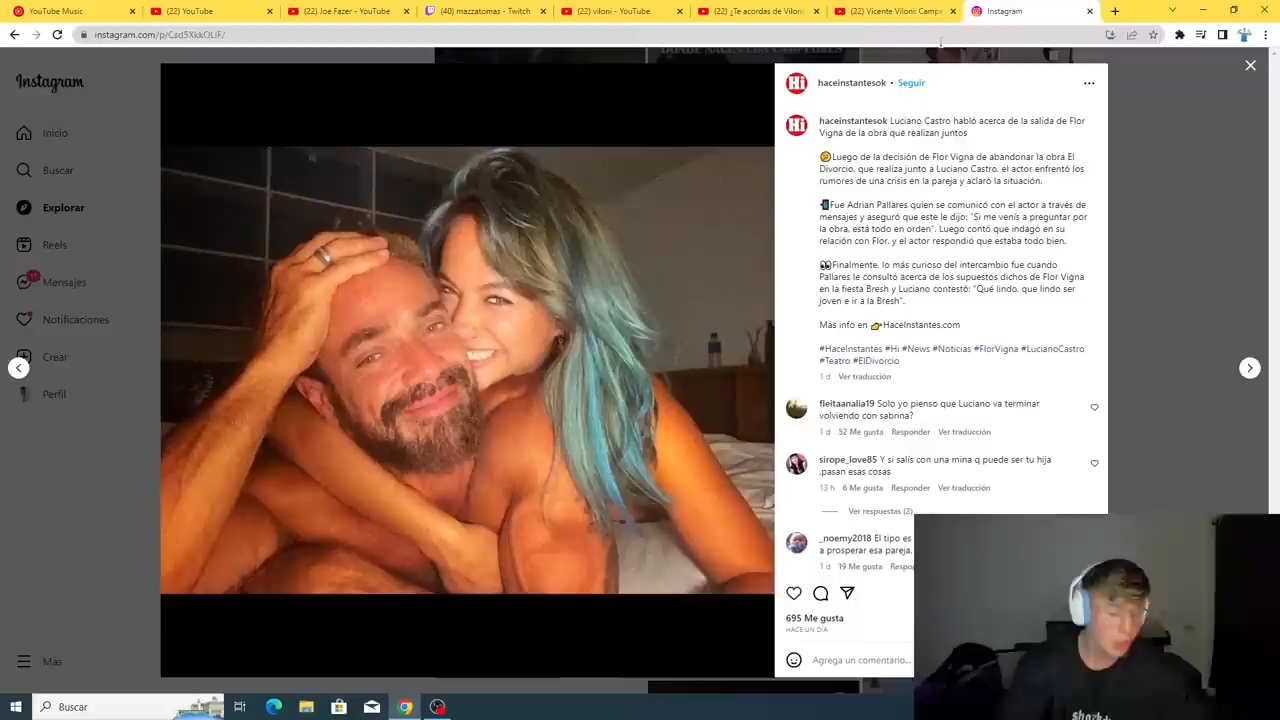 YouTube Music
(22) YouTube
(22) Joe Fazer - YouTube
(40) mazzatomas - Twitch
(22) viloni - YouTube
(22) ¿Te acordas de Viloni
(22) Vicente Viloni: Camp
Instagram
instagram.com/p/Cad5XkkOLiF/
Instagram
Inicio
Buscar
Explorar
Reels
Mensajes
Notificaciones
Crear
Perfil
Más
Hi
haceinstantesok • Seguir
Hi
haceinstantesok Luciano Castro habló acerca de la salida de Flor
Vigna de la obra que realizan juntos
🤔Luego de la decisión de Flor Vigna de abandonar la obra El
Divorcio, que realiza junto a Luciano Castro, el actor enfrentó los
rumores de una crisis en la pareja y aclaró la situación.
📲Fue Adrian Pallares quien se comunicó con el actor a través de
mensajes y aseguró que este le dijo: "Si me venís a preguntar por
la obra, está todo en orden". Luego contó que indagó en su
relación con Flor, y el actor respondió que estaba todo bien.
👀Finalmente, lo más curioso del intercambio fue cuando
Pallares le consultó acerca de los supuestos dichos de Flor Vigna
en la fiesta Bresh y Luciano contestó: "Qué lindo, que lindo ser
joven e ir a la Bresh".
Más info en 👉HaceInstantes.com
#HaceInstantes #Hi #News #Noticias #FlorVigna #LucianoCastro
#Teatro #ElDivorcio
1 d Ver traducción
fleitaanalia19 Solo yo pienso que Luciano va terminar
volviendo con sabrina?
1 d 52 Me gusta Responder Ver traducción
sirope_love85 Y si salís con una mina q puede ser tu hija
,pasan esas cosas
13 h 6 Me gusta Responder Ver traducción
Ver respuestas (2)
_noemy2018 El tipo es
a prosperar esa pareja.
1 d 19 Me gusta Respo
695 Me gusta
HACE UN DÍA
Agrega un comentario...
Buscar